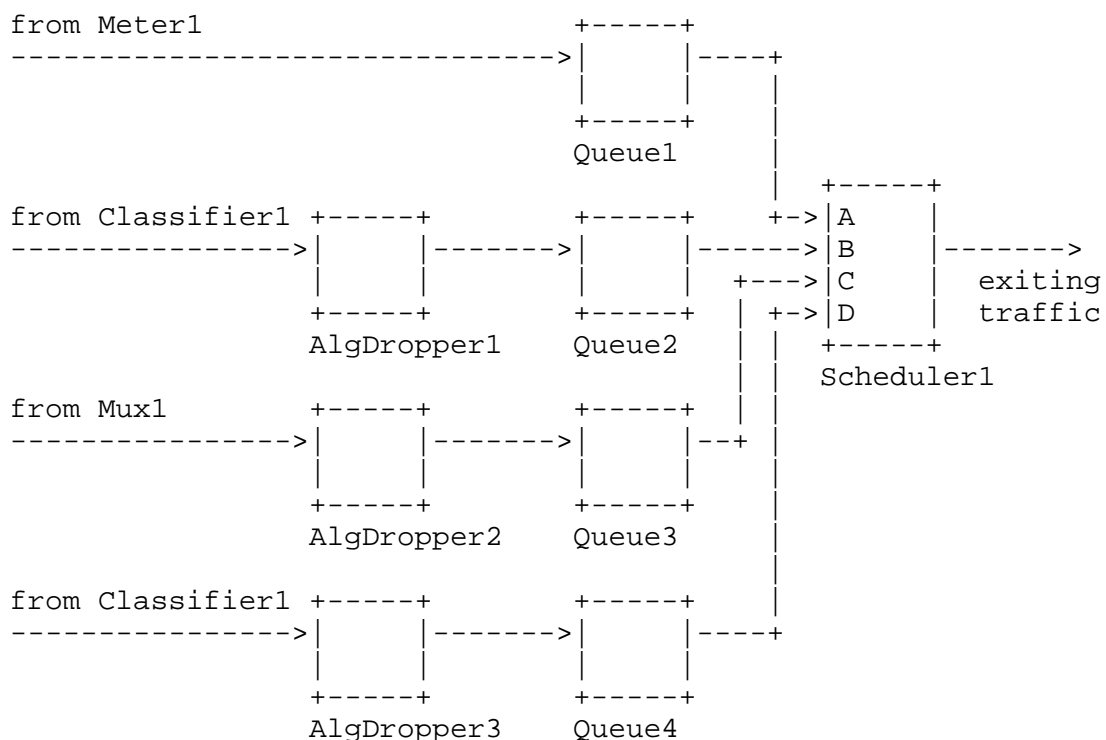 from Meter1
Queue1
from Classifier1
A
B
C
D
exiting
traffic
AlgDropper1
Queue2
Scheduler1
from Mux1
AlgDropper2
Queue3
from Classifier1
AlgDropper3
Queue4